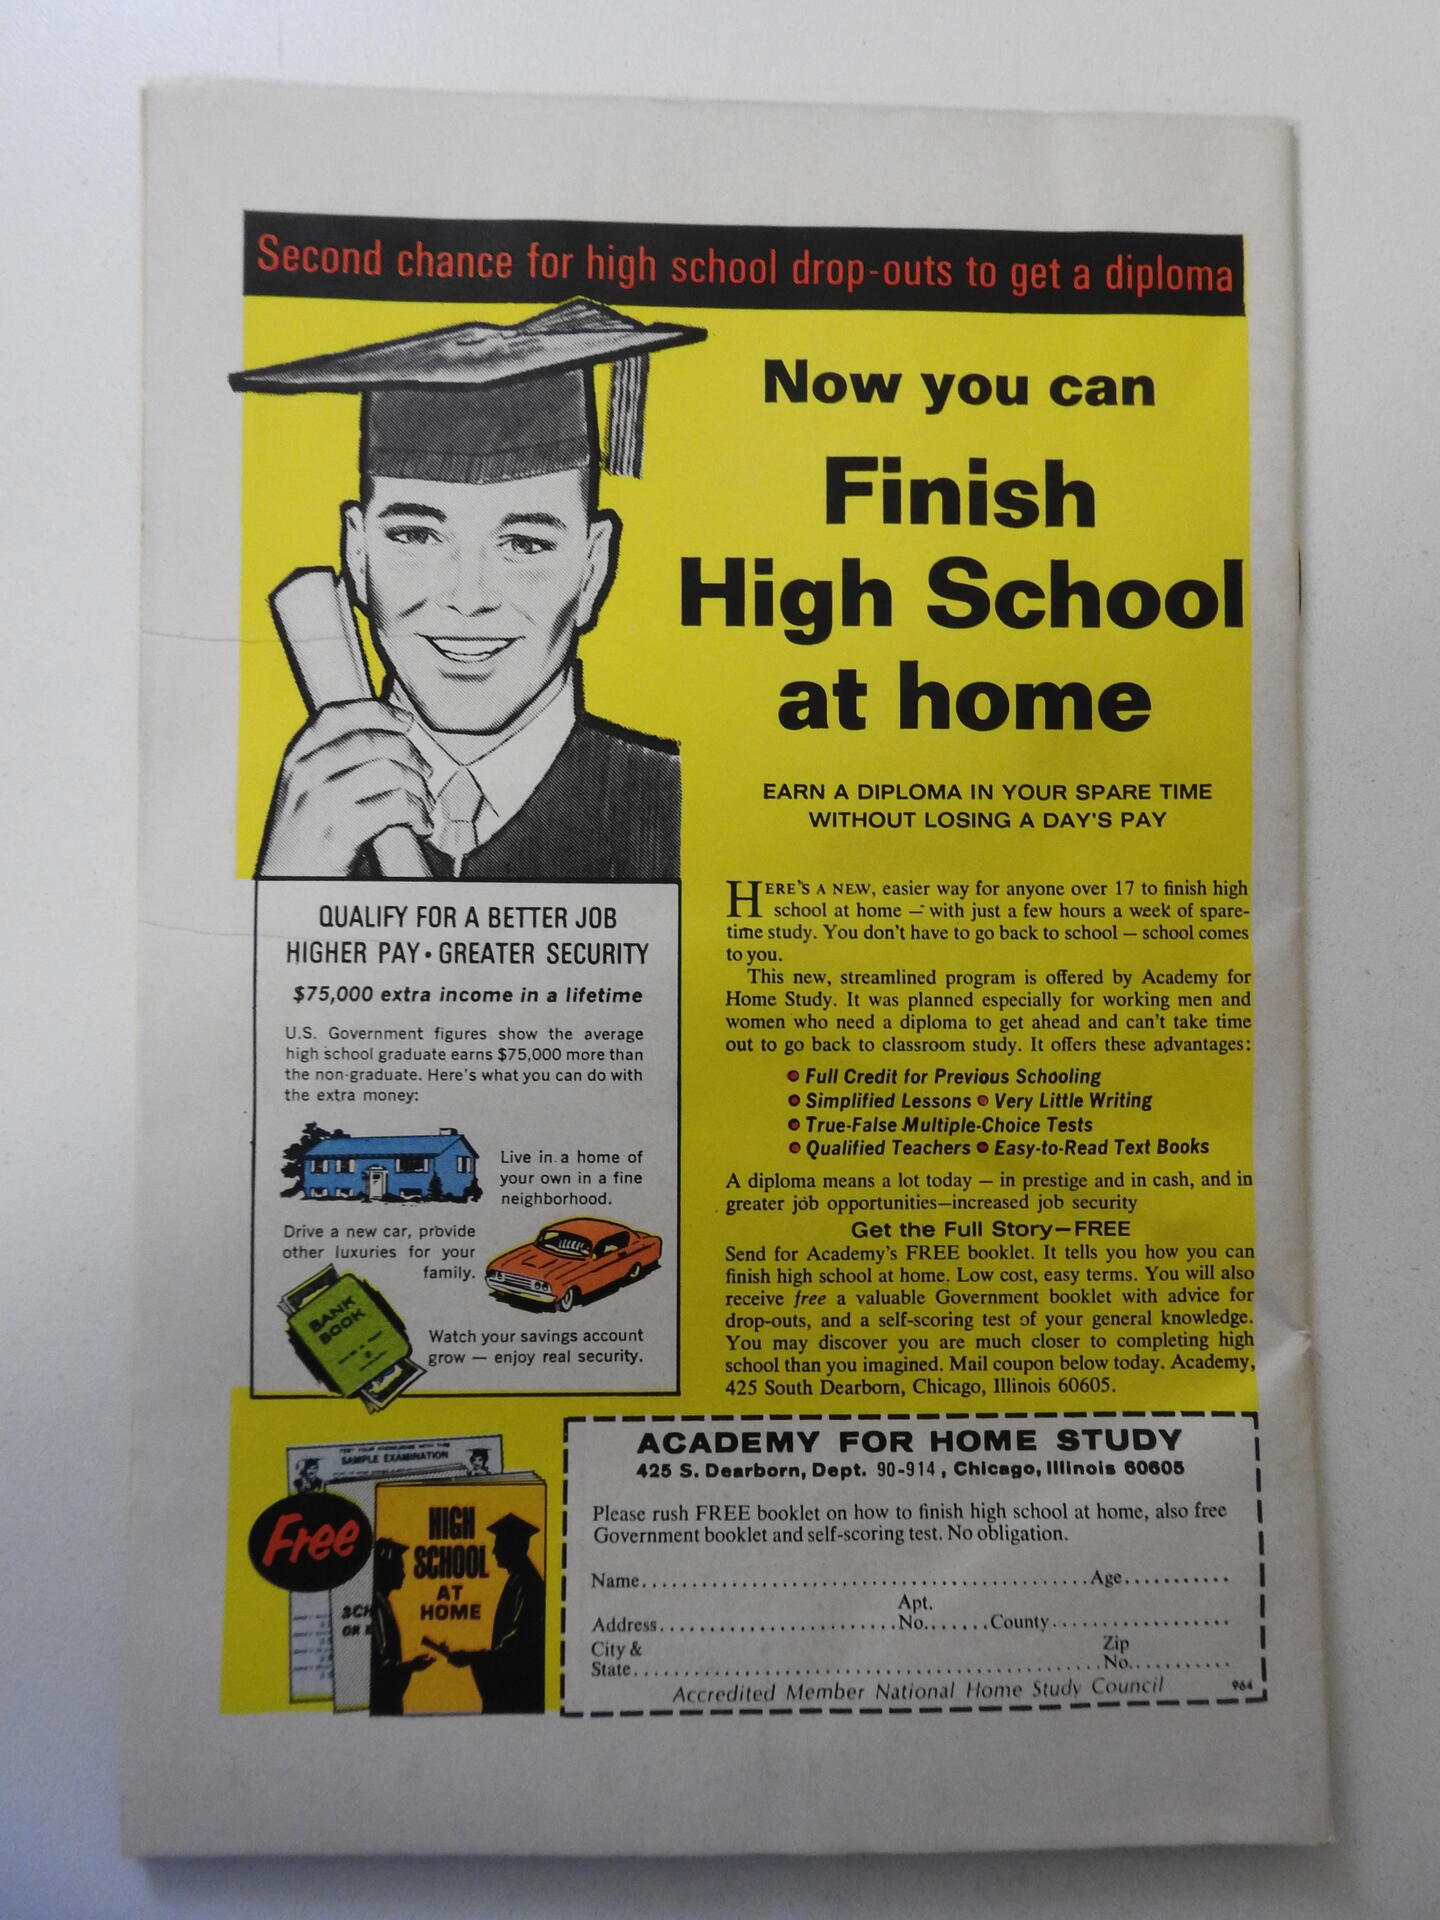 Second chance for high school drop-outs to get a diploma
Now you can
Finish
High School
at home
EARN A DIPLOMA IN YOUR SPARE TIME
WITHOUT LOSING A DAY'S PAY
QUALIFY FOR A BETTER JOB
HIGHER PAY • GREATER SECURITY
$75,000 extra income in a lifetime
U.S. Government figures show the average
high school graduate earns $75,000 more than
the non-graduate. Here's what you can do with
the extra money:
Live in a home of
your own in a fine
neighborhood.
Drive a new car, provide
other luxuries for your
family.
BANK
BOOK
Watch your savings account
grow — enjoy real security.
HERE'S A NEW, easier way for anyone over 17 to finish high
school at home — with just a few hours a week of spare-
time study. You don't have to go back to school — school comes
to you.
This new, streamlined program is offered by Academy for
Home Study. It was planned especially for working men and
women who need a diploma to get ahead and can't take time
out to go back to classroom study. It offers these advantages:
• Full Credit for Previous Schooling
• Simplified Lessons • Very Little Writing
• True-False Multiple-Choice Tests
• Qualified Teachers • Easy-to-Read Text Books
A diploma means a lot today — in prestige and in cash, and in
greater job opportunities—increased job security
Get the Full Story—FREE
Send for Academy's FREE booklet. It tells you how you can
finish high school at home. Low cost, easy terms. You will also
receive free a valuable Government booklet with advice for
drop-outs, and a self-scoring test of your general knowledge.
You may discover you are much closer to completing high
school than you imagined. Mail coupon below today. Academy,
425 South Dearborn, Chicago, Illinois 60605.
TEST YOUR KNOWLEDGE WITH THIS
SAMPLE EXAMINATION
Free
SCH
OR
HIGH
SCHOOL
AT
HOME
ACADEMY FOR HOME STUDY
425 S. Dearborn, Dept. 90-914, Chicago, Illinois 60605
Please rush FREE booklet on how to finish high school at home, also free
Government booklet and self-scoring test. No obligation.
Name........................................Age...........
Apt.
Address......................No.......County..................
City & Zip
State........................................No...........
Accredited Member National Home Study Council 964